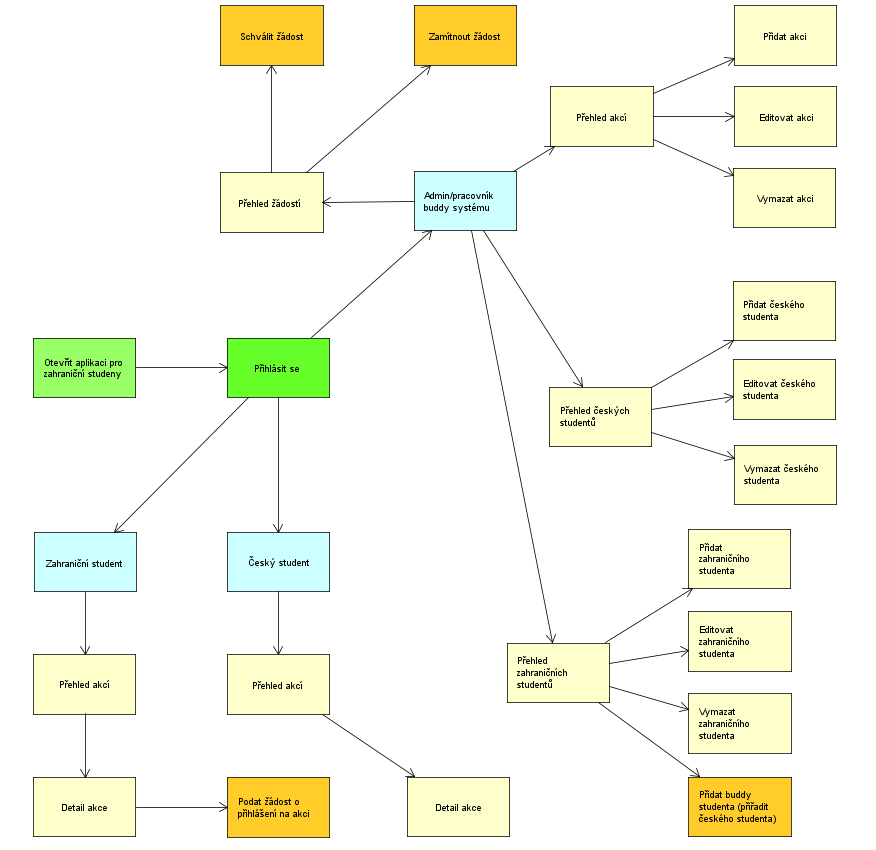 Schválit žádost
Zamítnout žádost
Přidat akci
Přehled akcí
Editovat akci
Přehled žádostí
Admin/pracovník
buddy systému
Vymazat akci
Přidat českého
studenta
Otevřít aplikaci pro
zahraniční studeny
Přihlásit se
Editovat českého
studenta
Přehled českých
studentů
Vymazat českého
studenta
Zahraniční student
Český student
Přidat
zahraničního
studenta
Editovat
zahraničního
studenta
Přehled akcí
Přehled akcí
Přehled
zahraničních
studentů
Vymazat
zahraničního
studenta
Detail akce
Podat žádost o
přihlášení na akci
Detail akce
Přidat buddy
studenta (přiřadit
českého studenta)